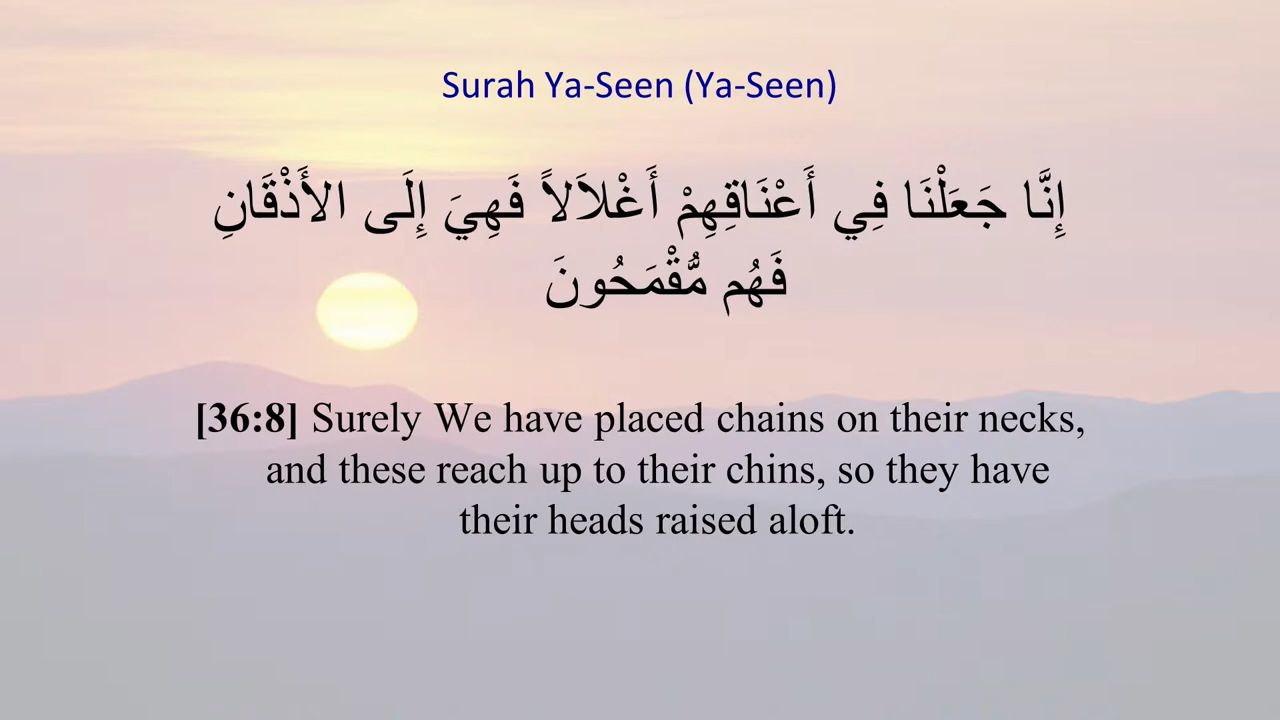 Surah Ya-Seen (Ya-Seen)
إِنَّا جَعَلْنَا فِي أَعْنَاقِهِمْ أَغْلاَلاً فَهِيَ إِلَى الأَذْقَانِ
فَهُم مُّقْمَحُونَ
[36:8] Surely We have placed chains on their necks,
and these reach up to their chins, so they have
their heads raised aloft.